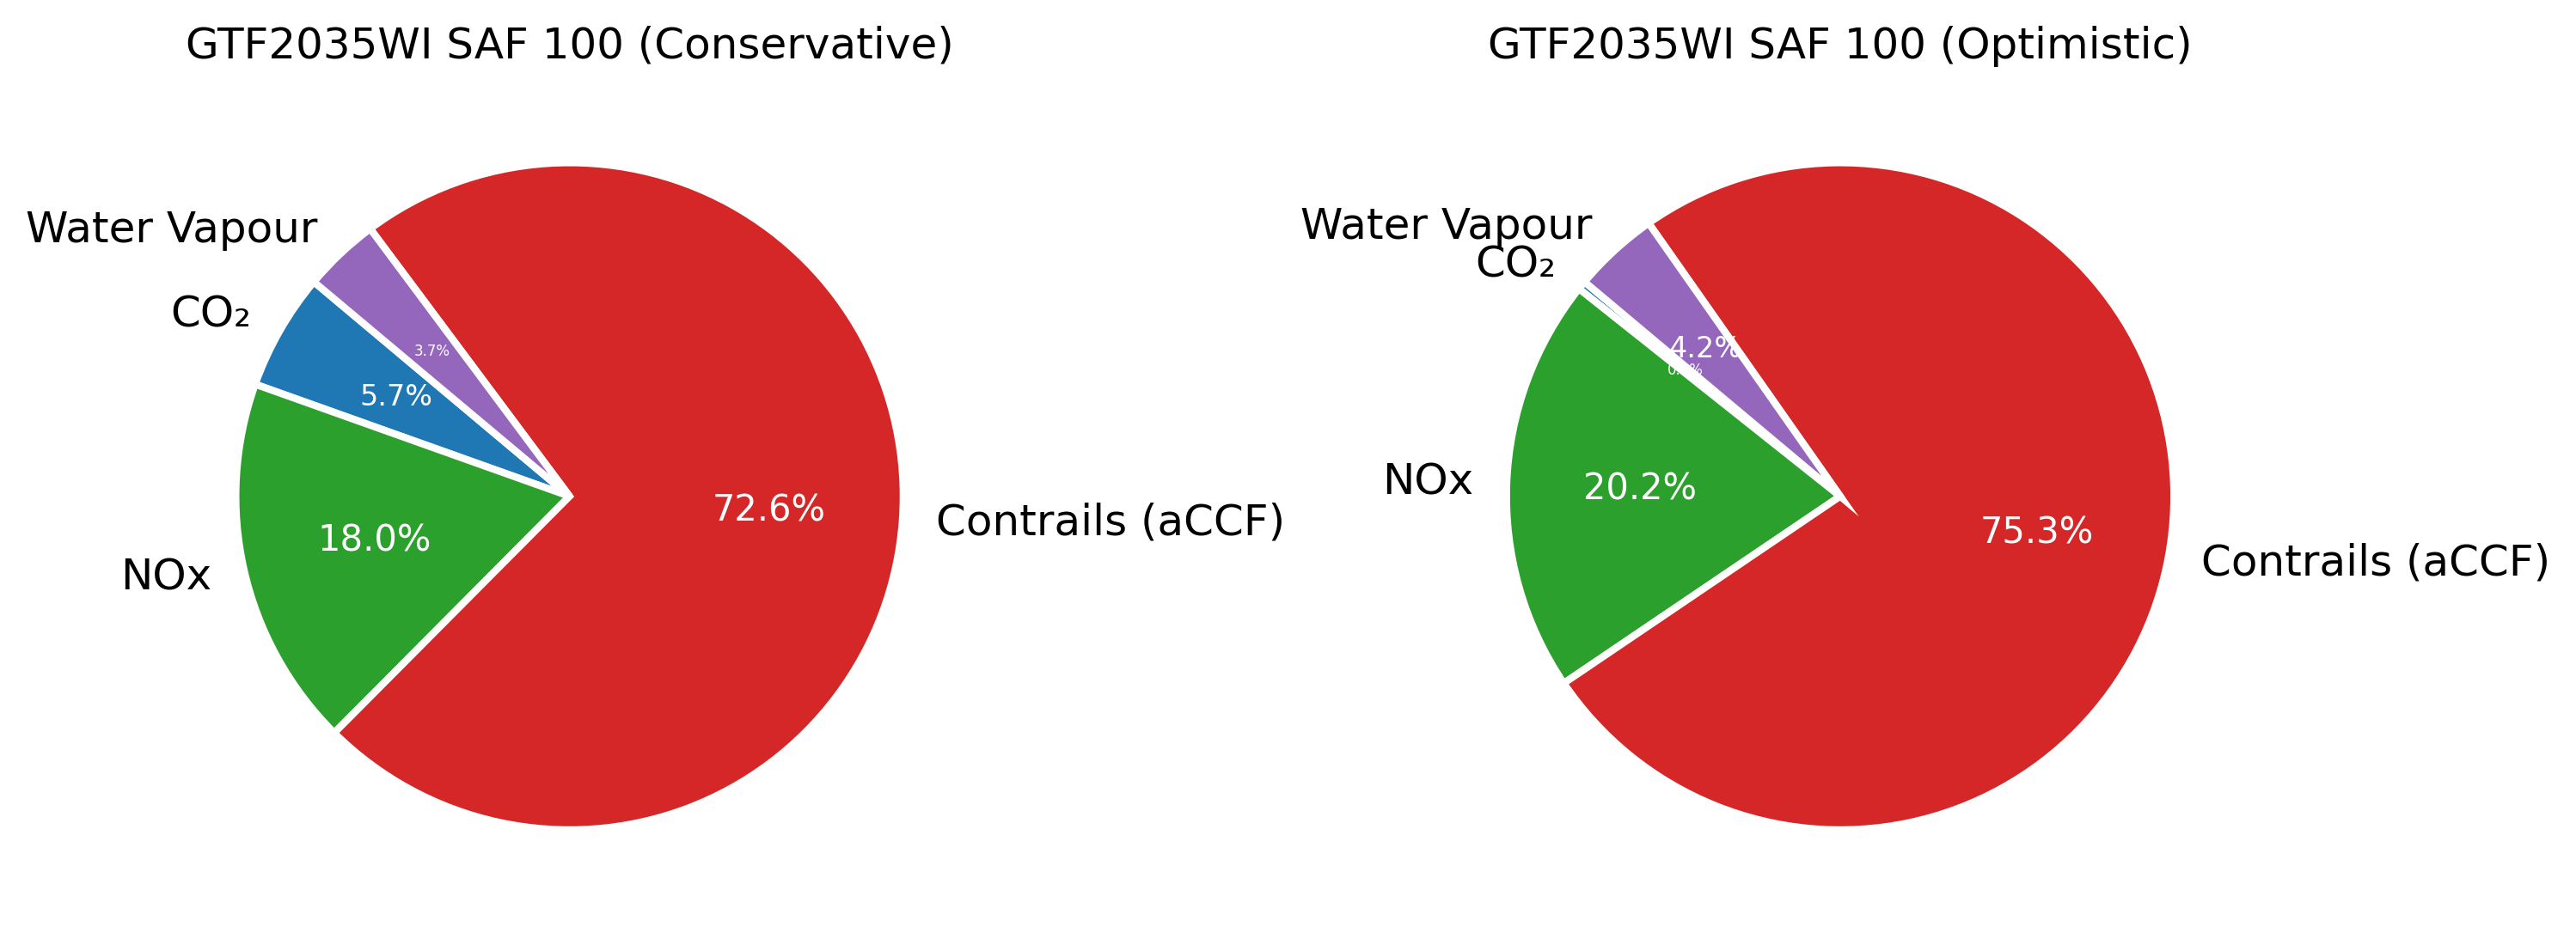 GTF2035WI SAF 100 (Conservative)
Water Vapour
CO₂
NOx
Contrails (aCCF)
3.7%
5.7%
18.0%
72.6%
GTF2035WI SAF 100 (Optimistic)
Water Vapour
CO₂
NOx
Contrails (aCCF)
4.2%
20.2%
75.3%